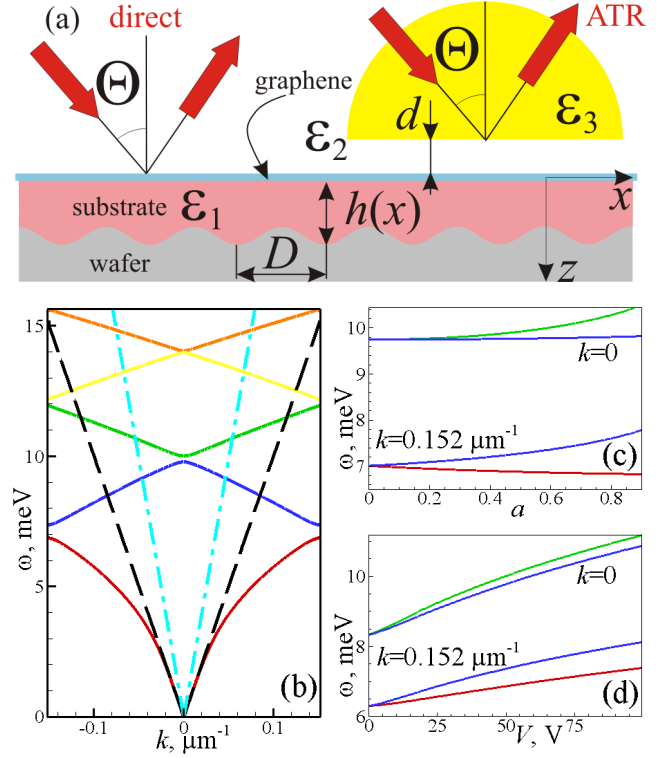 (a) direct ATR
Θ Θ
graphene ε2 d ε3
substrate ε1 h(x) x
wafer D z
15
10
5
0
ω, meV
-0.1 0 0.1
k, μm-1
(b)
10
9
8
7
ω, meV
k=0
k=0.152 μm-1
0 0.2 0.4 0.6 0.8
a
(c)
10
8
6
ω, meV
k=0
k=0.152 μm-1
0 25 50 75
V, V
(d)